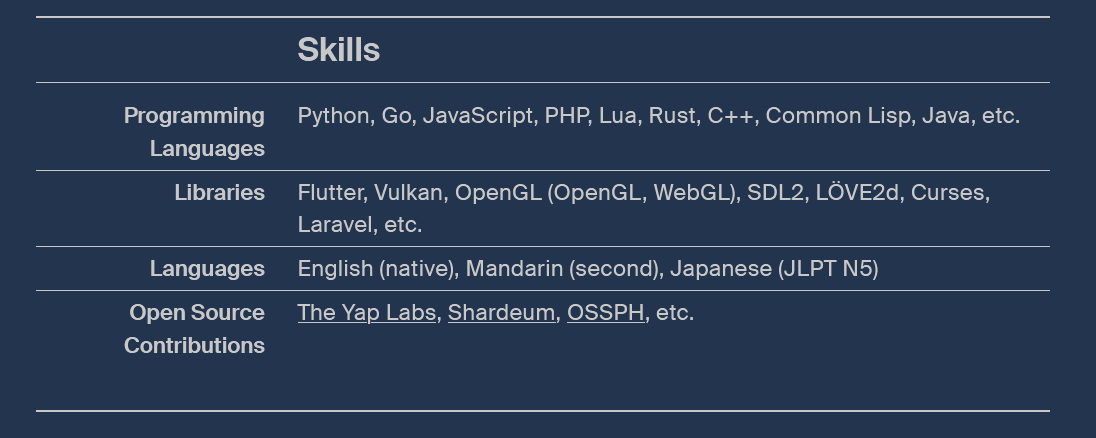 Skills
Programming Languages
Python, Go, JavaScript, PHP, Lua, Rust, C++, Common Lisp, Java, etc.
Libraries
Flutter, Vulkan, OpenGL (OpenGL, WebGL), SDL2, LÖVE2d, Curses,
Laravel, etc.
Languages
English (native), Mandarin (second), Japanese (JLPT N5)
Open Source
Contributions
The Yap Labs, Shardeum, OSSPH, etc.